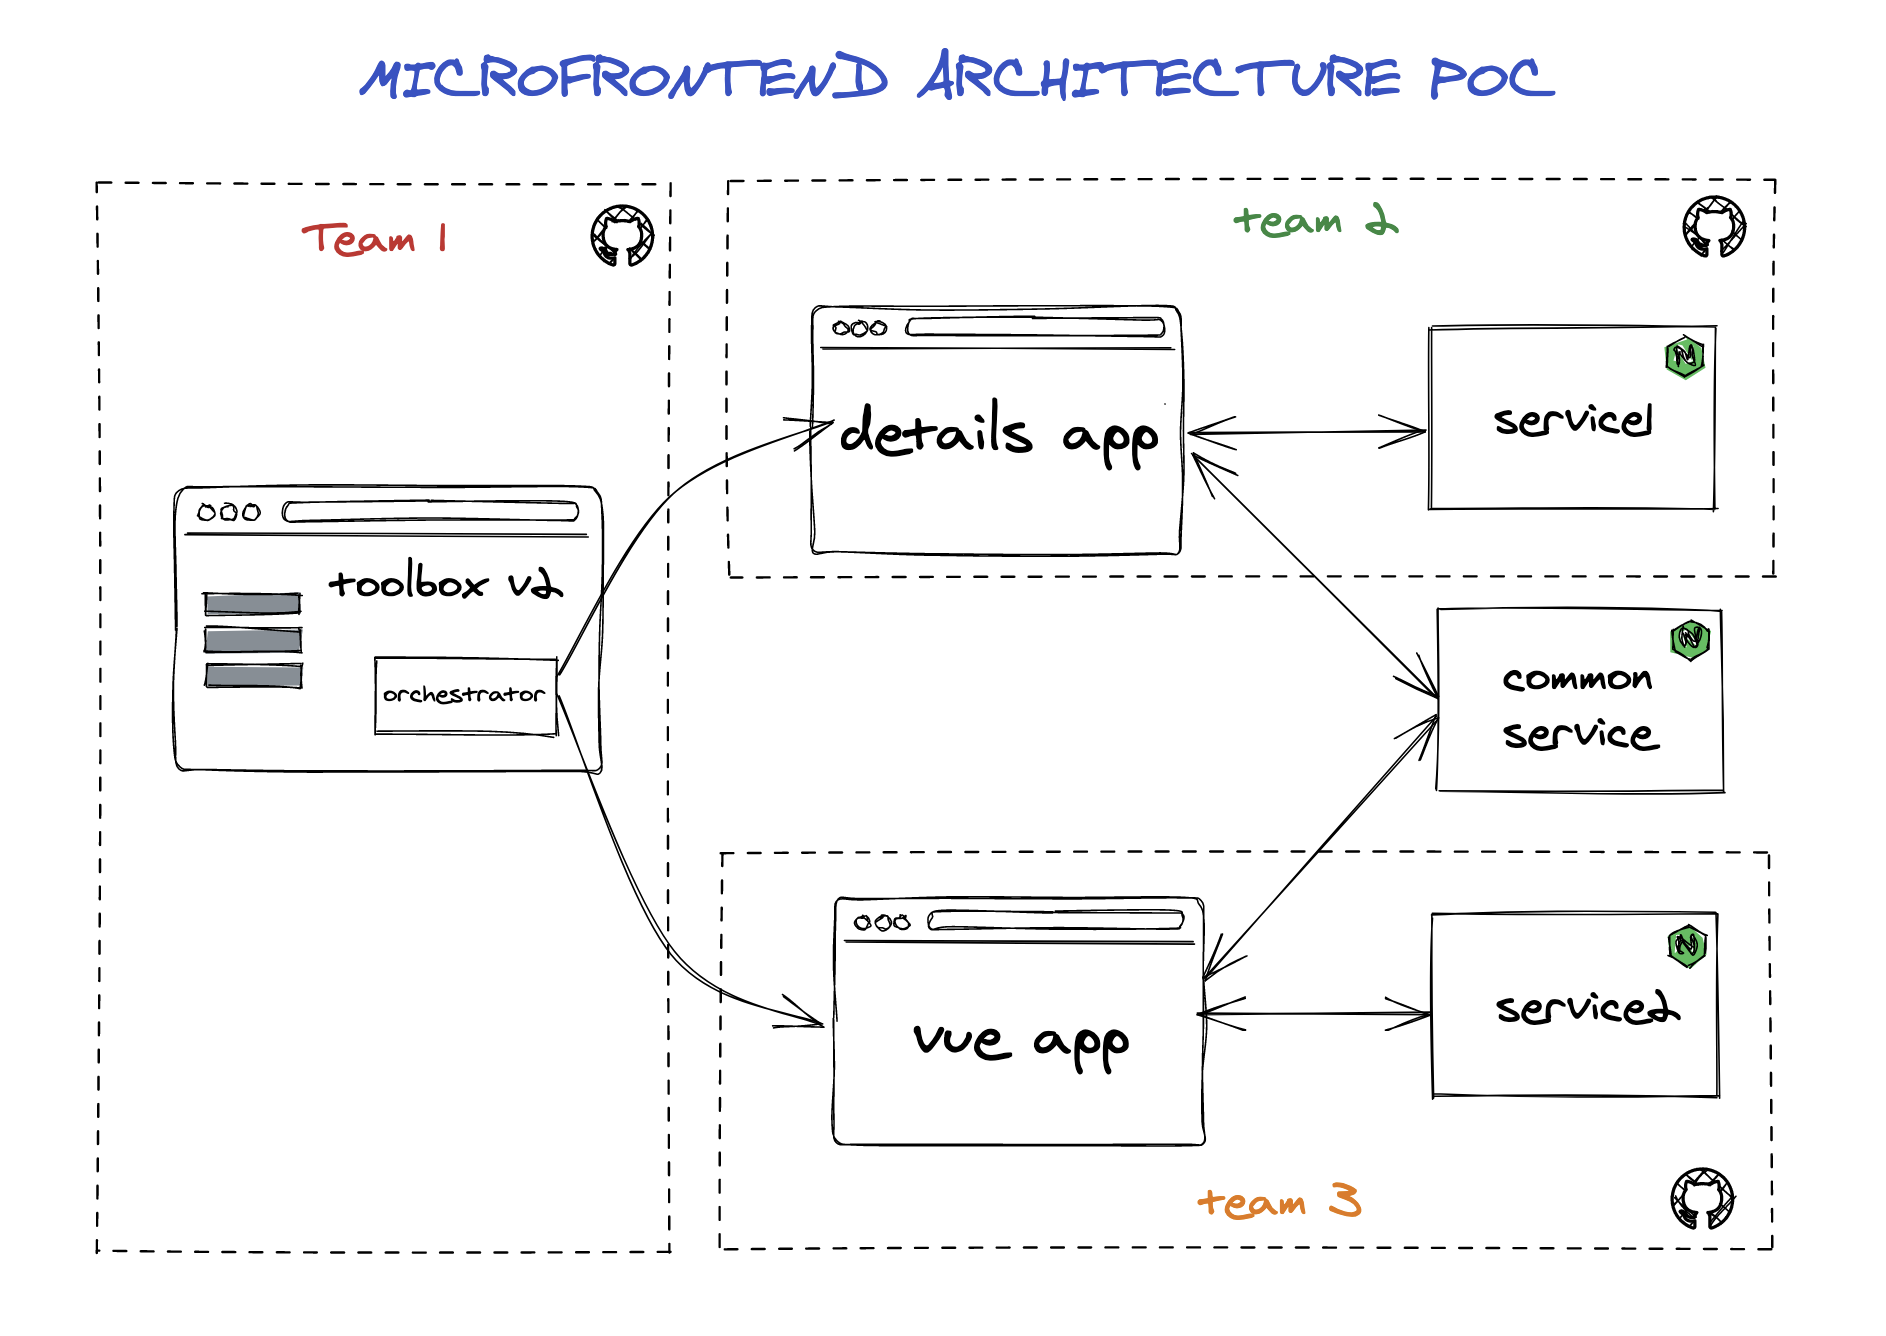 MICROFRONTEND ARCHITECTURE POC
Team 1
team 2
details app
N
service1
toolbox v2
orchestrator
N
common
service
vue app
N
service2
team 3